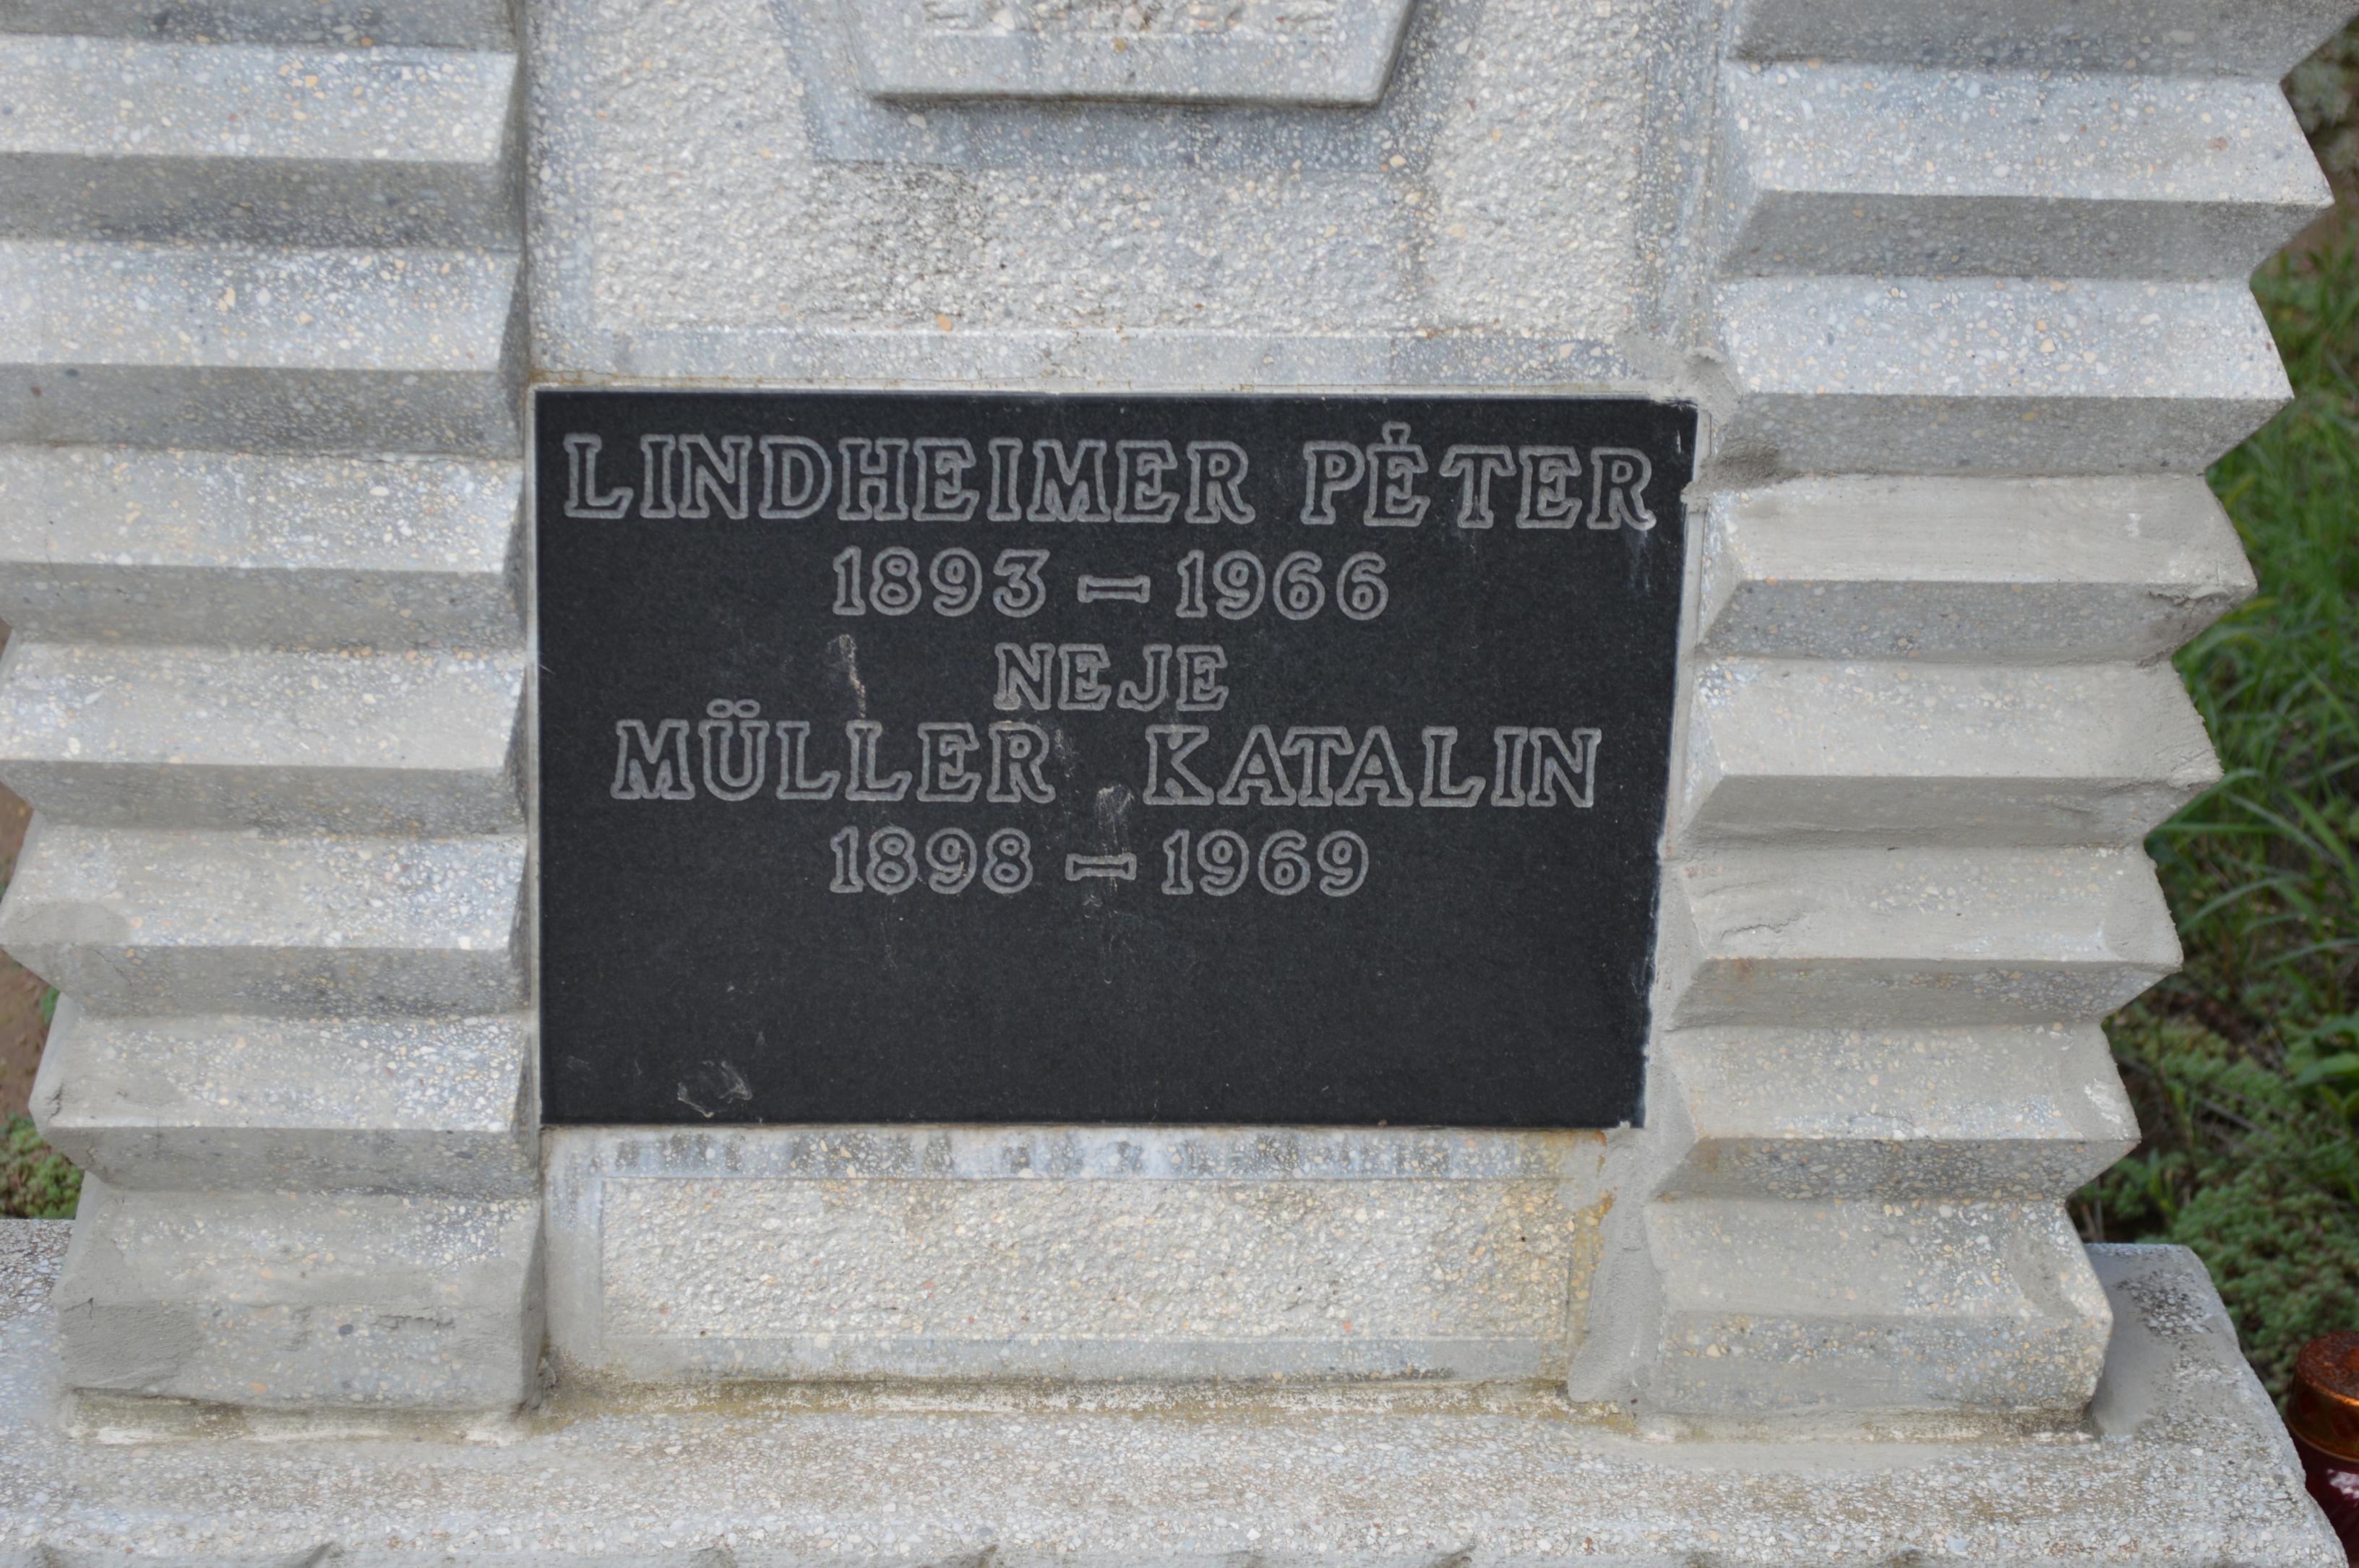 LINDHEIMER PÉTER
1893 – 1966
NEJE
MÜLLER KATALIN
1898 – 1969